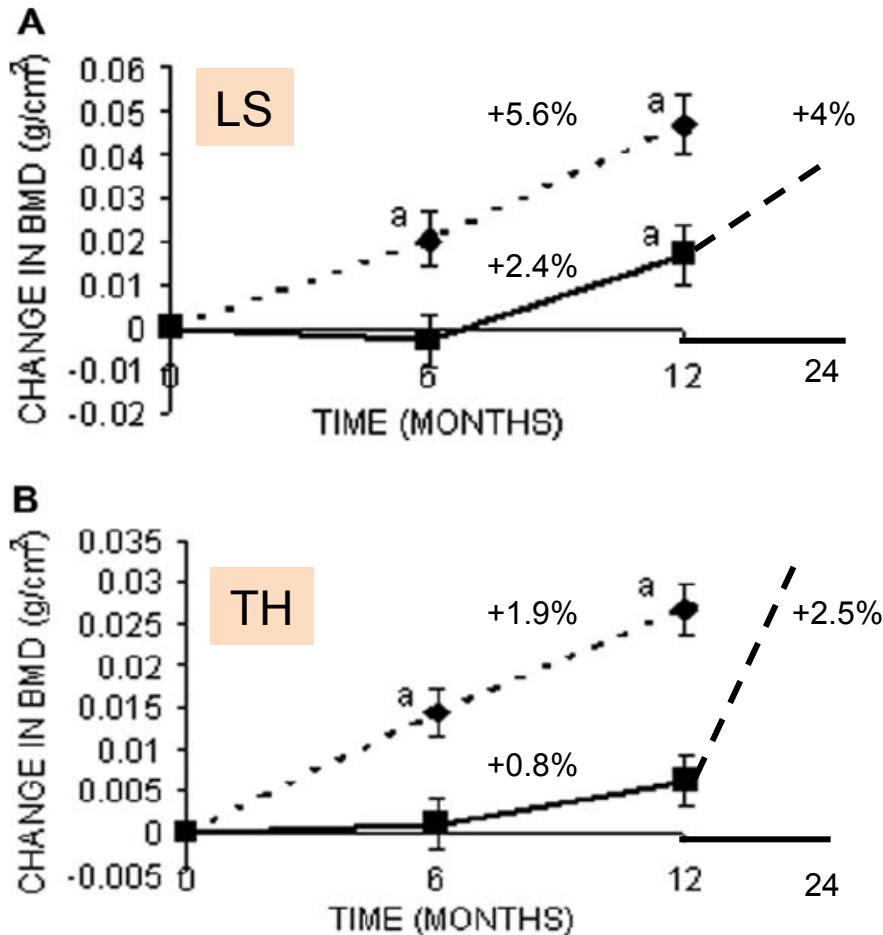 A
CHANGE IN BMD (g/cm²)
0.06
0.05
0.04
0.03
0.02
0.01
0
-0.01
-0.02
LS
a
+5.6%
a
+4%
a
+2.4%
0
6
12
24
TIME (MONTHS)
B
CHANGE IN BMD (g/cm²)
0.035
0.03
0.025
0.02
0.015
0.01
0.005
0
-0.005
TH
a
+1.9%
a
+2.5%
+0.8%
0
6
12
24
TIME (MONTHS)